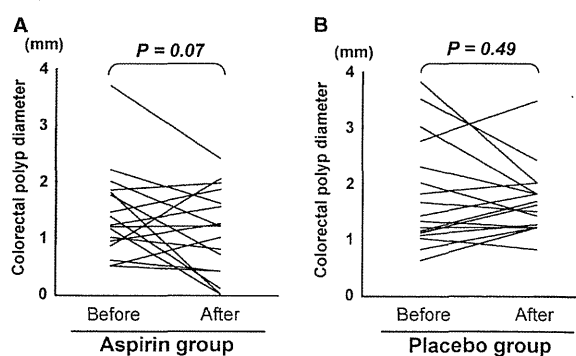 A
(mm)
P = 0.07
Colorectal polyp diameter
4
3
2
1
0
Before After
Aspirin group
B
(mm)
P = 0.49
Colorectal polyp diameter
4
3
2
1
0
Before After
Placebo group